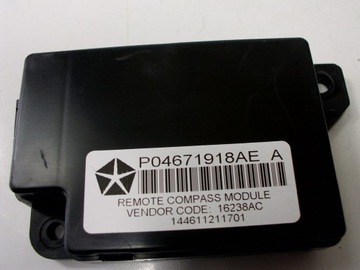 P04671918AE A
REMOTE COMPASS MODULE
VENDOR CODE: 16238AC
144611211701